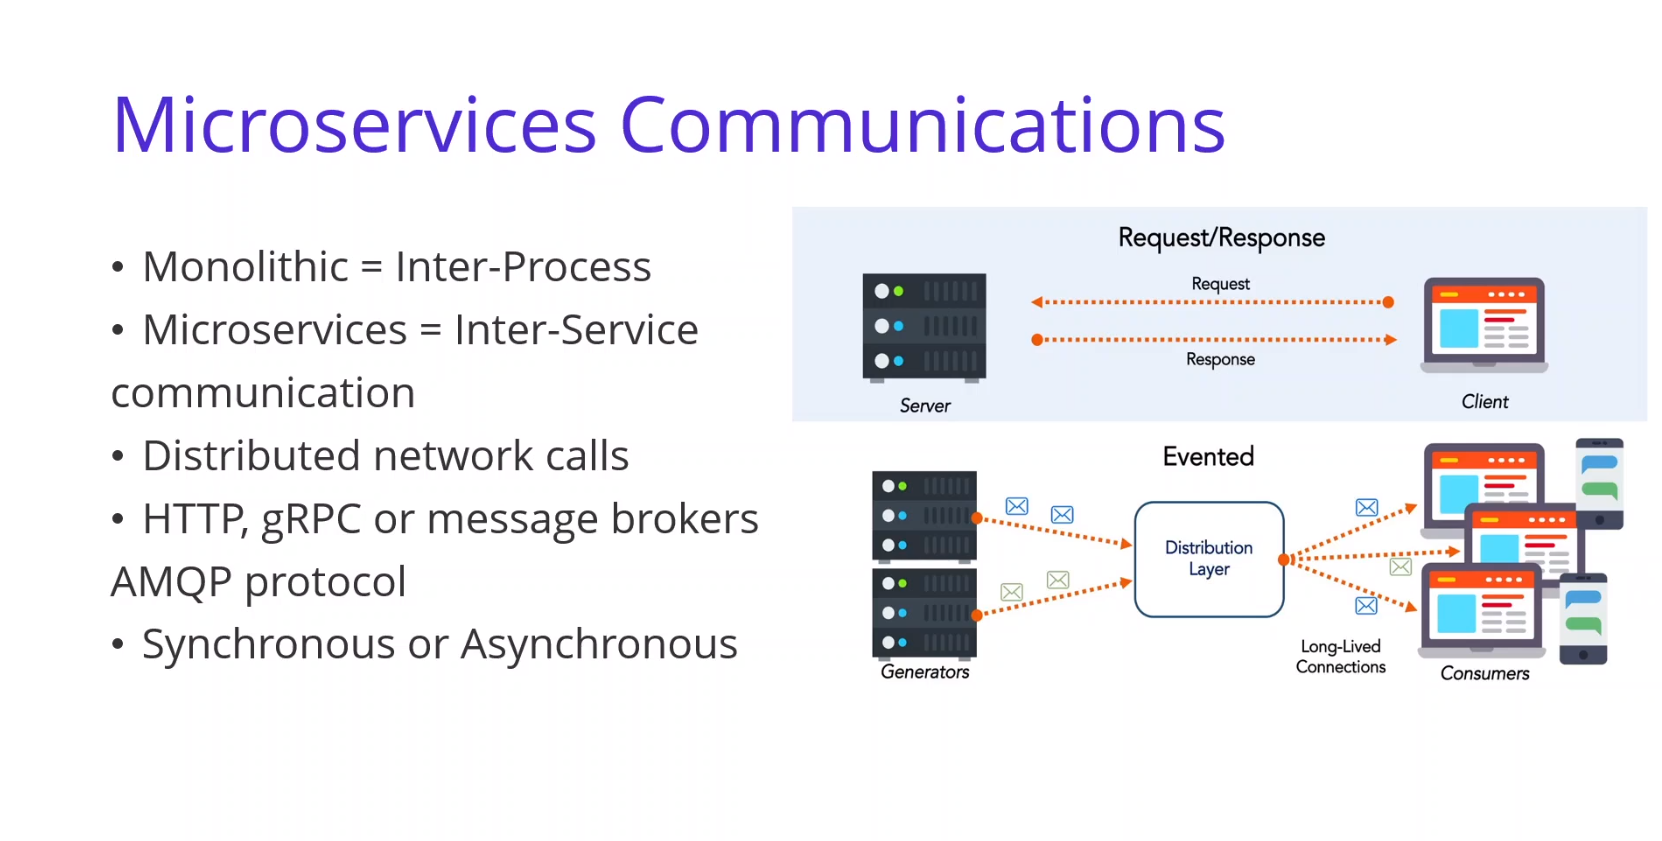 Microservices Communications
• Monolithic = Inter-Process
• Microservices = Inter-Service
communication
• Distributed network calls
• HTTP, gRPC or message brokers
AMQP protocol
• Synchronous or Asynchronous
Request/Response
Request
Response
Server
Client
Evented
Distribution
Layer
Long-Lived
Connections
Generators
Consumers